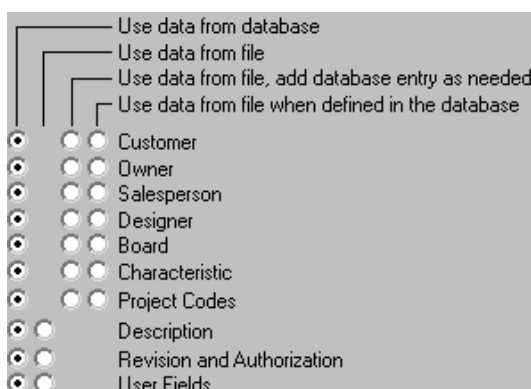 Use data from database
Use data from file
Use data from file, add database entry as needed
Use data from file when defined in the database
Customer
Owner
Salesperson
Designer
Board
Characteristic
Project Codes
Description
Revision and Authorization
User Fields